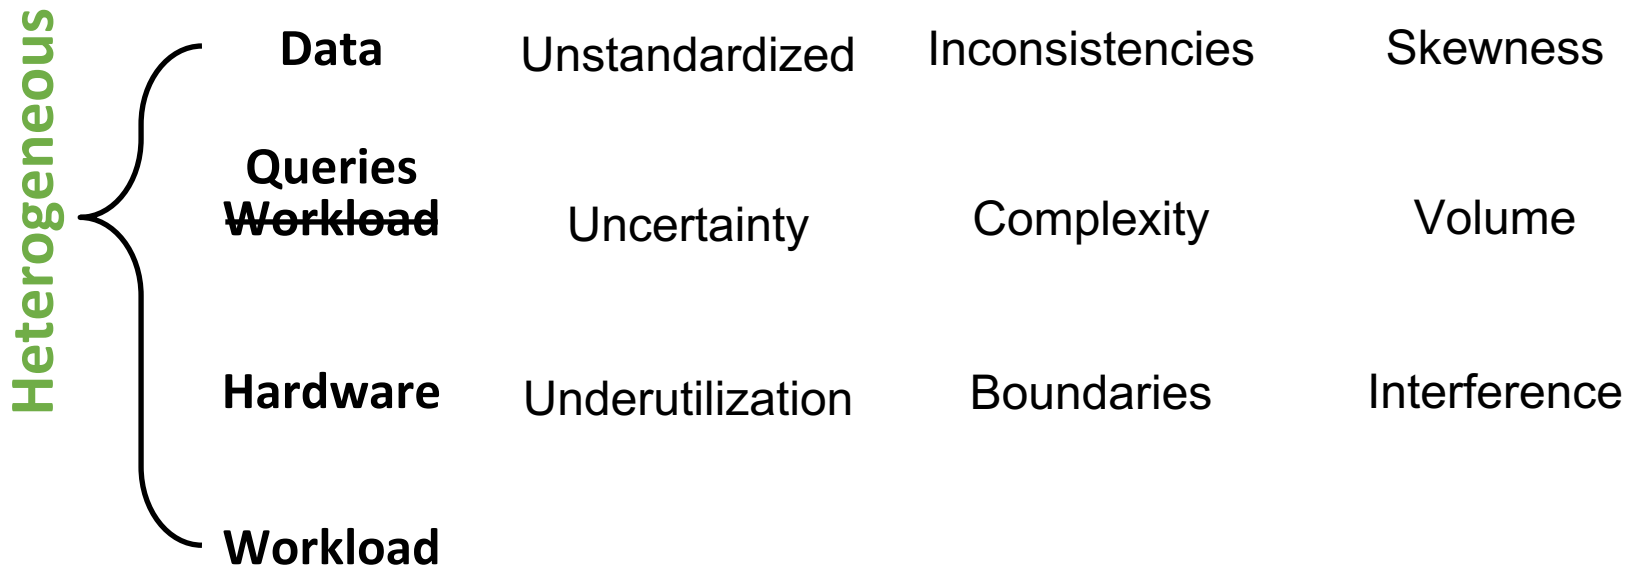 Heterogeneous
Data Unstandardized Inconsistencies Skewness
Queries
Workload Uncertainty Complexity Volume
Hardware Underutilization Boundaries Interference
Workload